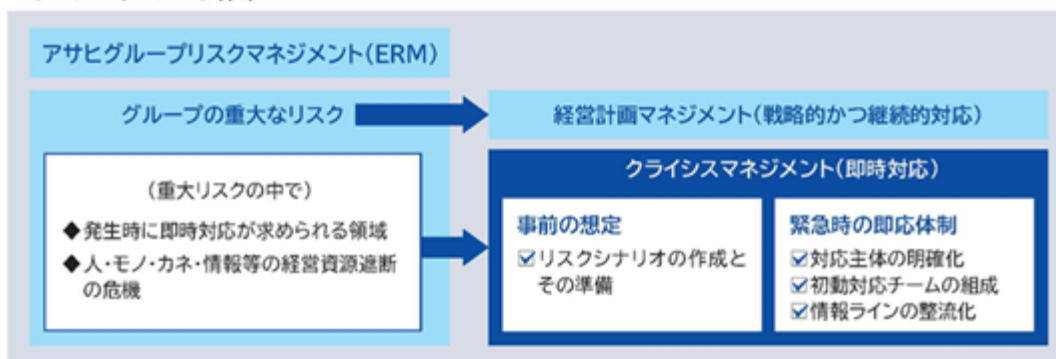 アサヒグループリスクマネジメント(ERM)
グループの重大なリスク
(重大リスクの中で)
◆発生時に即時対応が求められる領域
◆人・モノ・カネ・情報等の経営資源遮断
の危機
経営計画マネジメント(戦略的かつ継続的対応)
クライシスマネジメント(即時対応)
事前の想定
☑リスクシナリオの作成と
その準備
緊急時の即応体制
☑対応主体の明確化
☑初動対応チームの組成
☑情報ラインの整流化